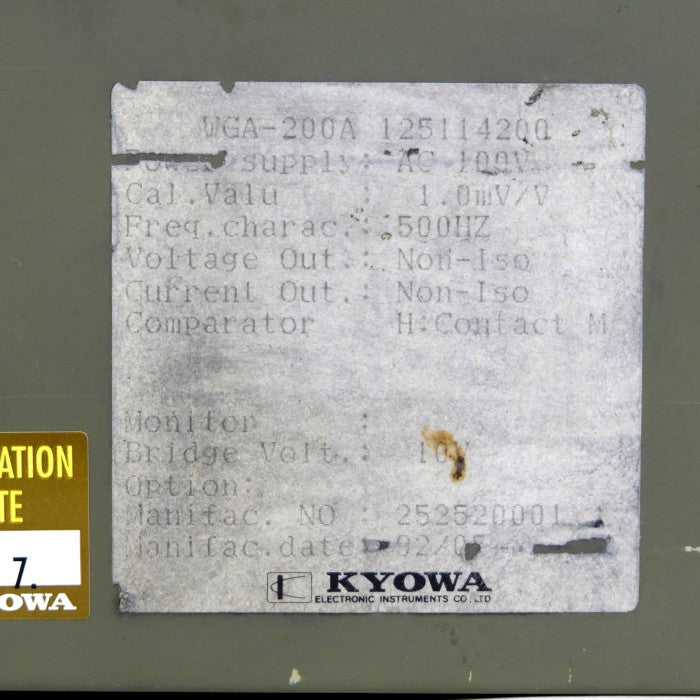 WGA-200A 125114200
Power supply: AC 100V
Cal.Valu : 1.0mV/V
Freq.charac.: 500HZ
Voltage Out.: Non-Iso
Current Out.: Non-Iso
Comparator H:Contact M
Monitor :
Bridge Volt.: 10V
Option:
Manifac. NO : 252520001
Manifac.date: 92/05
KYOWA
ELECTRONIC INSTRUMENTS CO.,LTD
ATION
TE
7.
OWA